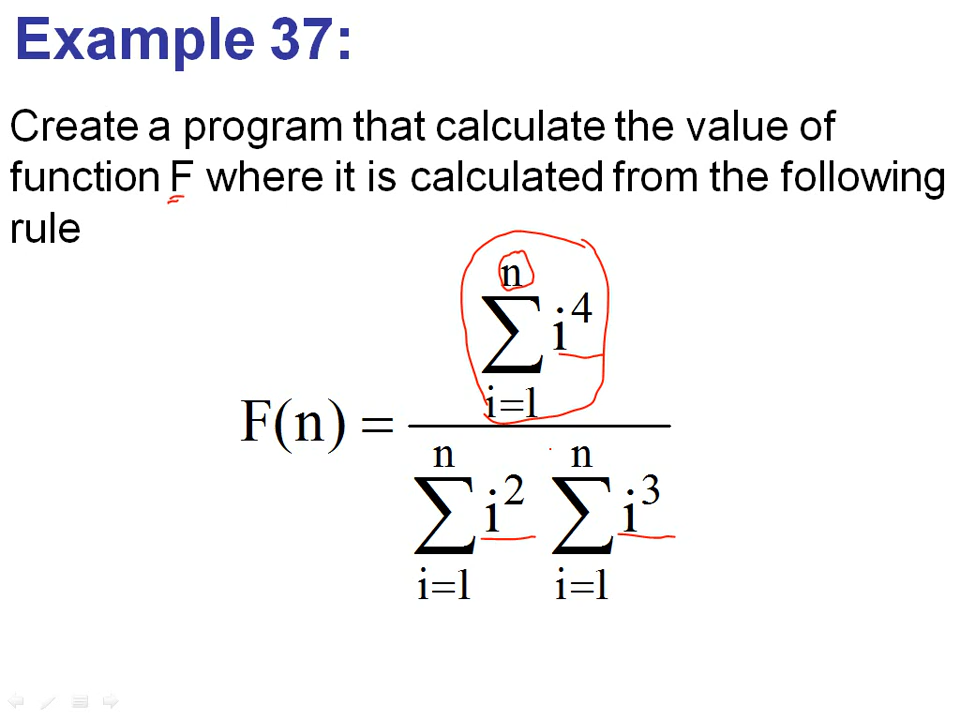 Example 37:
Create a program that calculate the value of
function F where it is calculated from the following
rule
n
∑ i⁴
i=1
F(n) =
n n
∑ i² ∑ i³
i=1 i=1